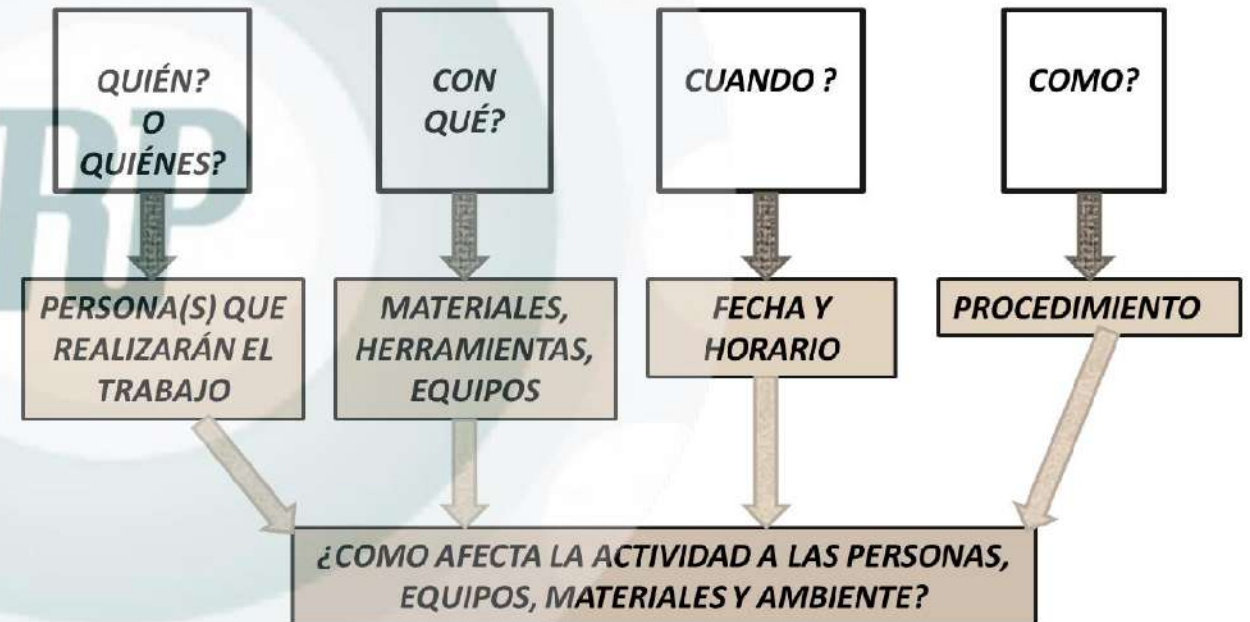 QUIÉN?
O
QUIÉNES?
CON
QUÉ?
CUANDO ?
COMO?
PERSONA(S) QUE
REALIZARÁN EL
TRABAJO
MATERIALES,
HERRAMIENTAS,
EQUIPOS
FECHA Y
HORARIO
PROCEDIMIENTO
¿COMO AFECTA LA ACTIVIDAD A LAS PERSONAS,
EQUIPOS, MATERIALES Y AMBIENTE?
RP